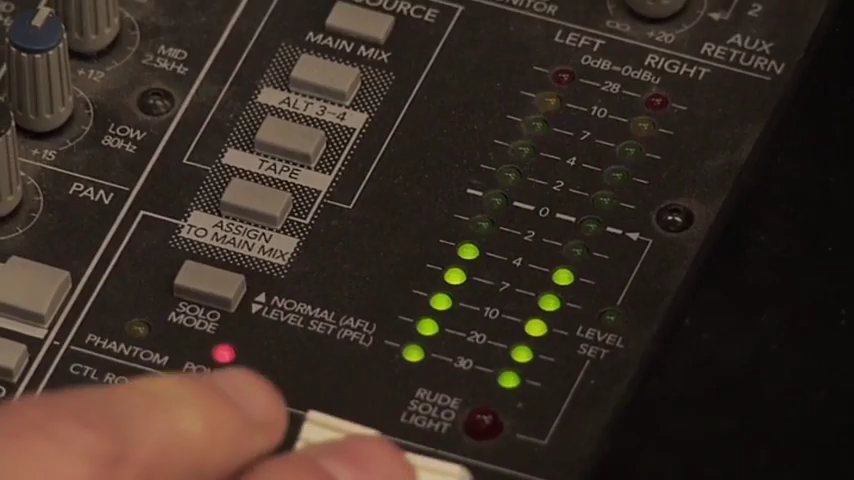 SOURCE
MAIN MIX
ALT 3-4
TAPE
ASSIGN
TO MAIN MIX
SOLO
MODE
NORMAL (AFL)
LEVEL SET (PFL)
PHANTOM
MID
2.5kHz
+12
LOW
80Hz
+15
PAN
LEFT
0dB=0dBu
RIGHT
28
10
7
4
2
0
2
4
7
10
20
30
LEVEL
SET
RUDE
SOLO
LIGHT
∞
+20
2
AUX
RETURN
CTL